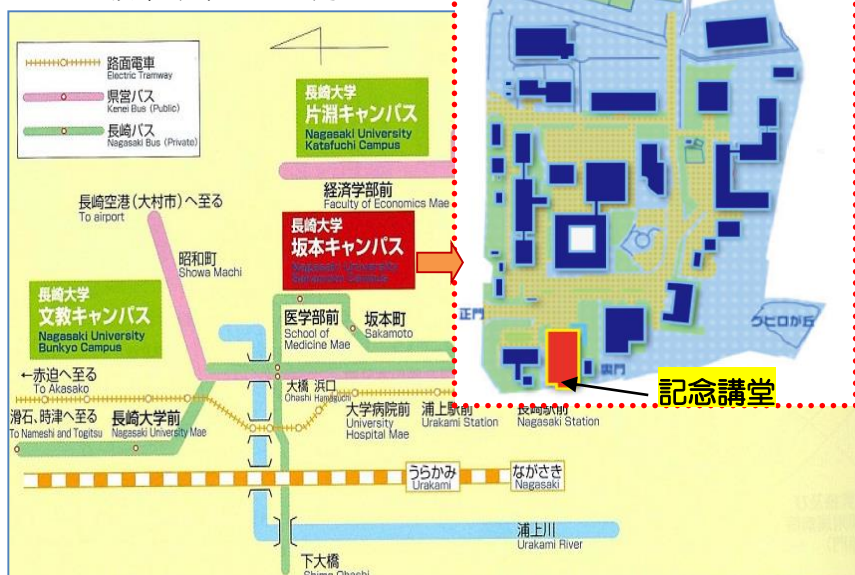 路面電車
Electric Tramway
県営バス
Kenei Bus (Public)
長崎バス
Nagasaki Bus (Private)
長崎大学
片淵キャンパス
Nagasaki University
Katafuchi Campus
経済学部前
Faculty of Economics Mae
長崎空港(大村市)へ至る
To airport
長崎大学
坂本キャンパス
Nagasaki University
昭和町
Showa Machi
長崎大学
文教キャンパス
Nagasaki University
Bunkyo Campus
医学部前
School of
Medicine Mae
坂本町
Sakamoto
←赤迫へ至る
To Akasako
大橋 浜口
Ohashi Hamaguchi
滑石、時津へ至る
To Nameshi and Togitsu
長崎大学前
Nagasaki University Mae
大学病院前
University
Hospital Mae
浦上駅前
Urakami Station
長崎駅前
Nagasaki Station
うらかみ
Urakami
ながさき
Nagasaki
浦上川
Urakami River
下大橋
Shimo Ohashi
正門
グビロが丘
裏門
記念講堂